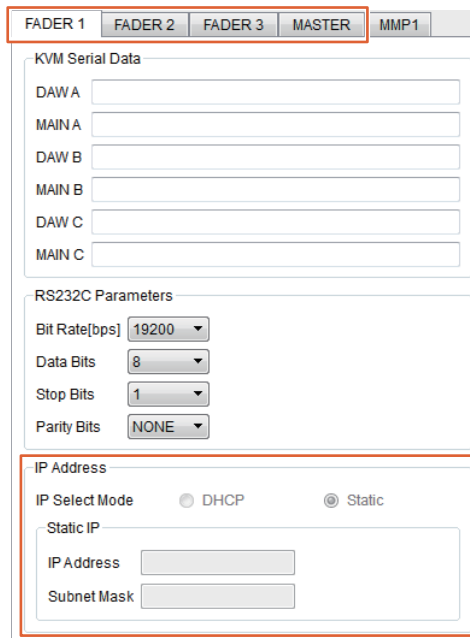 FADER 1 FADER 2 FADER 3 MASTER MMP1
KVM Serial Data
DAW A
MAIN A
DAW B
MAIN B
DAW C
MAIN C
RS232C Parameters
Bit Rate[bps] 19200
Data Bits 8
Stop Bits 1
Parity Bits NONE
IP Address
IP Select Mode DHCP Static
Static IP
IP Address
Subnet Mask